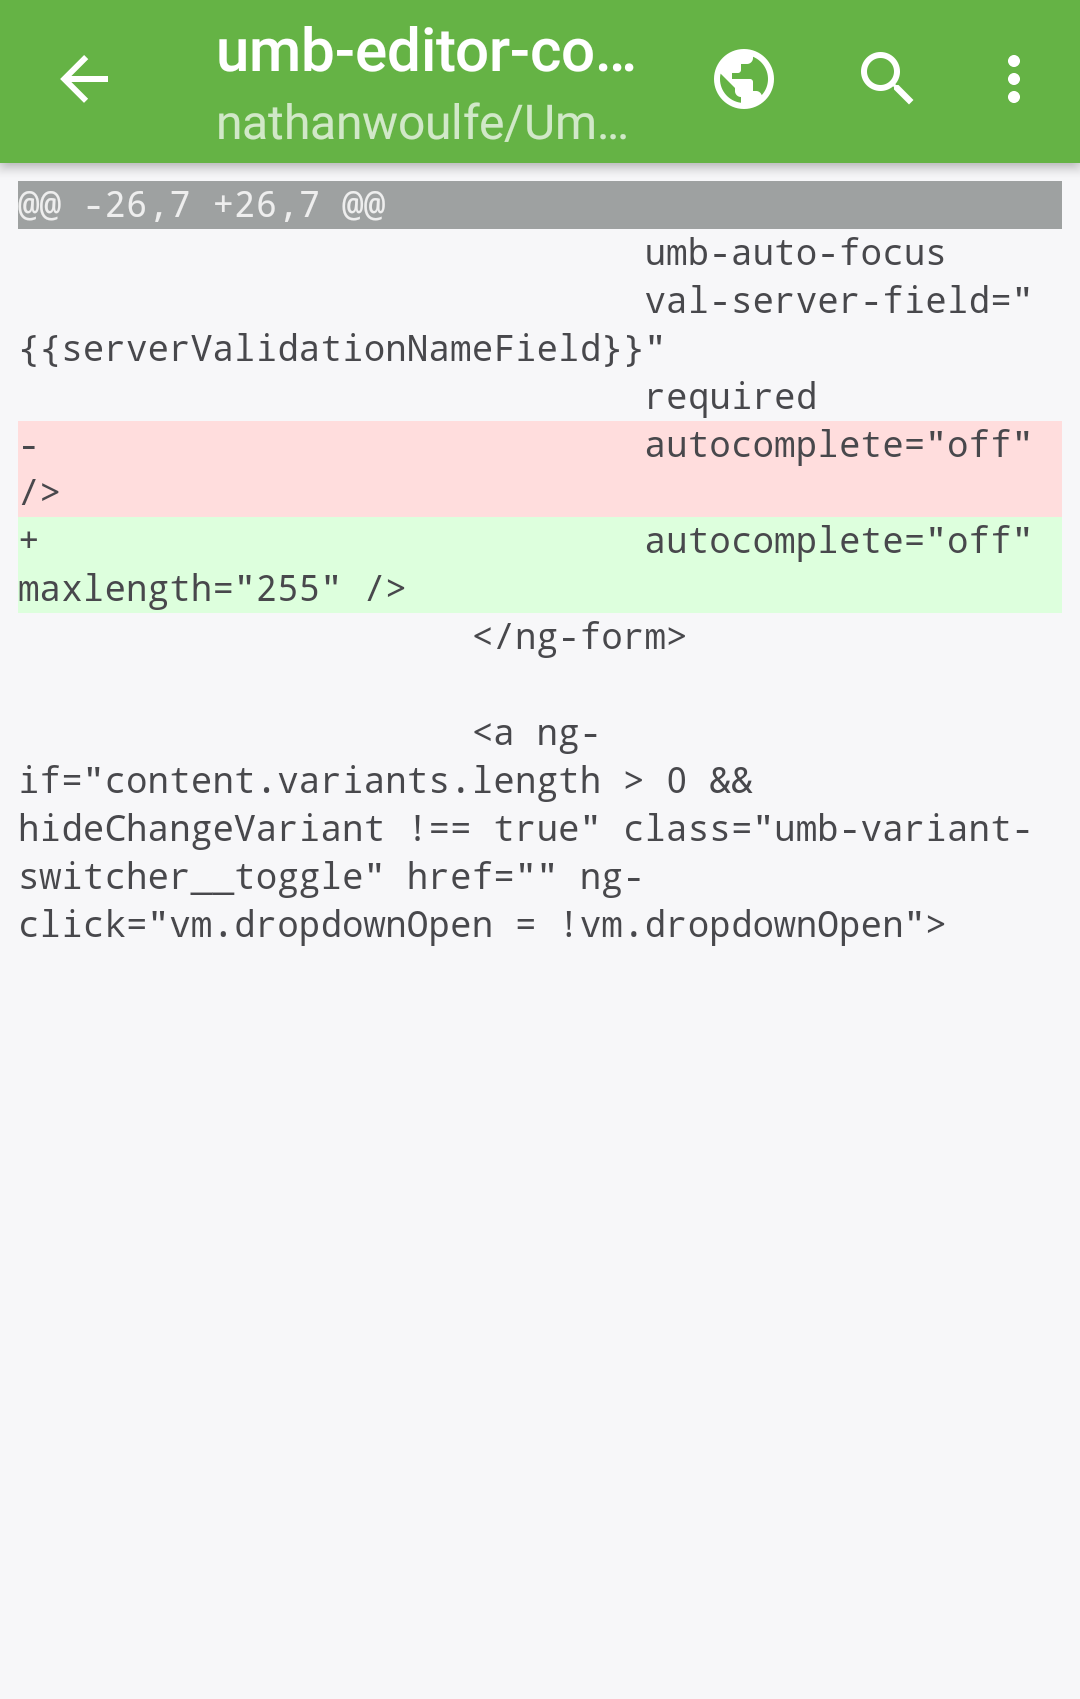 umb-editor-co...
nathanwoulfe/Um...
@@ -26,7 +26,7 @@
umb-auto-focus
val-server-field="
{{serverValidationNameField}}"
required
- autocomplete="off"
/>
+ autocomplete="off"
maxlength="255" />
</ng-form>
<a ng-
if="content.variants.length > 0 &&
hideChangeVariant !== true" class="umb-variant-
switcher__toggle" href="" ng-
click="vm.dropdownOpen = !vm.dropdownOpen">